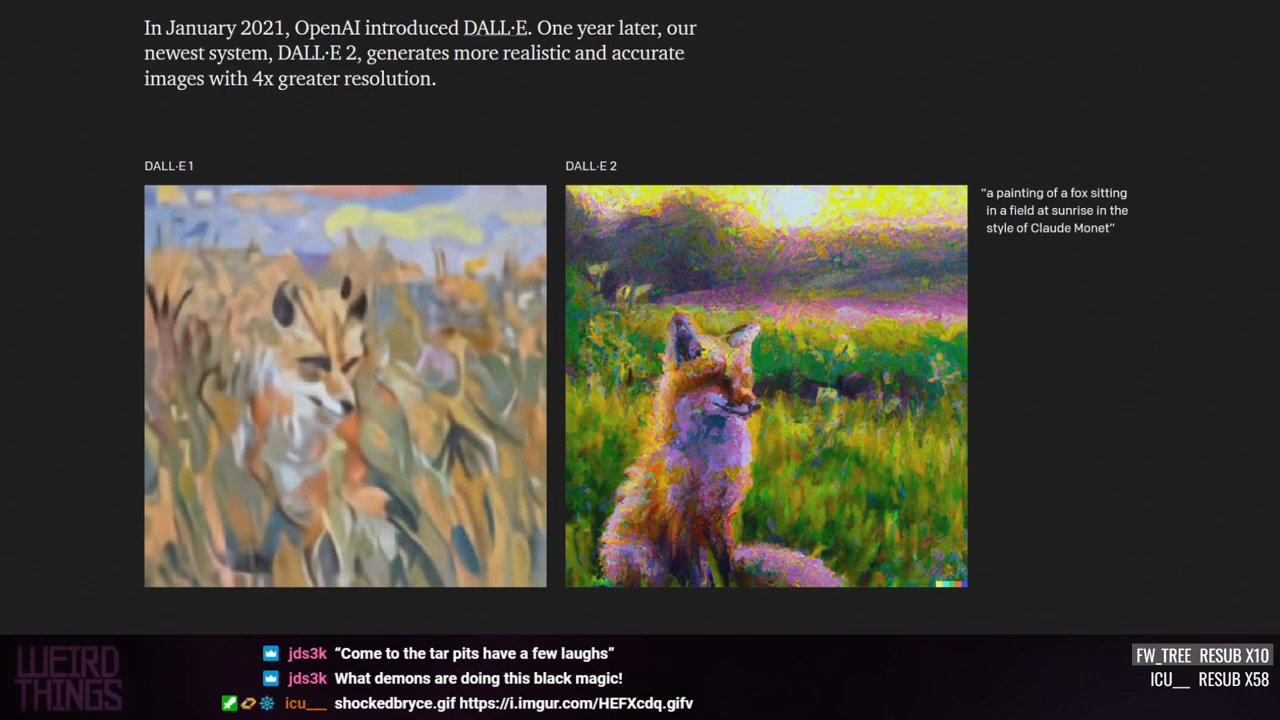 In January 2021, OpenAI introduced DALL·E. One year later, our
newest system, DALL·E 2, generates more realistic and accurate
images with 4x greater resolution.
DALL·E 1
DALL·E 2
“a painting of a fox sitting
in a field at sunrise in the
style of Claude Monet”
WEIRD
THINGS
jds3k “Come to the tar pits have a few laughs”
jds3k What demons are doing this black magic!
icu___ shockedbryce.gif https://i.imgur.com/HEFXcdq.gifv
FW_TREE RESUB X10
ICU__ RESUB X58